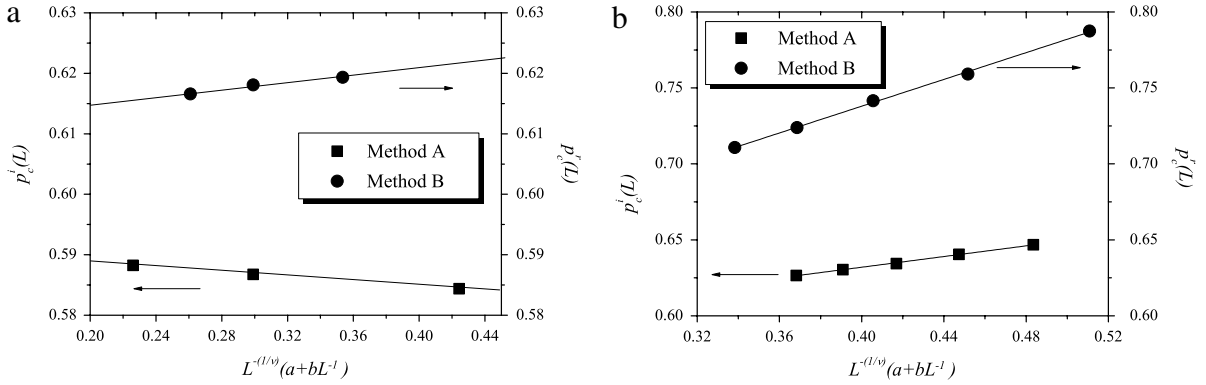 a
0.63
0.62
0.61
0.60
0.59
0.58
p_c^i(L)
Method A
Method B
0.63
0.62
0.61
0.60
0.59
0.58
p_c^r(L)
0.20 0.24 0.28 0.32 0.36 0.40 0.44
L^-(1/ν)(a+bL^-1)
b
0.80
0.75
0.70
0.65
0.60
p_c^i(L)
Method A
Method B
0.80
0.75
0.70
0.65
0.60
p_c^r(L)
0.32 0.36 0.40 0.44 0.48 0.52
L^-(1/ν)(a+bL^-1)